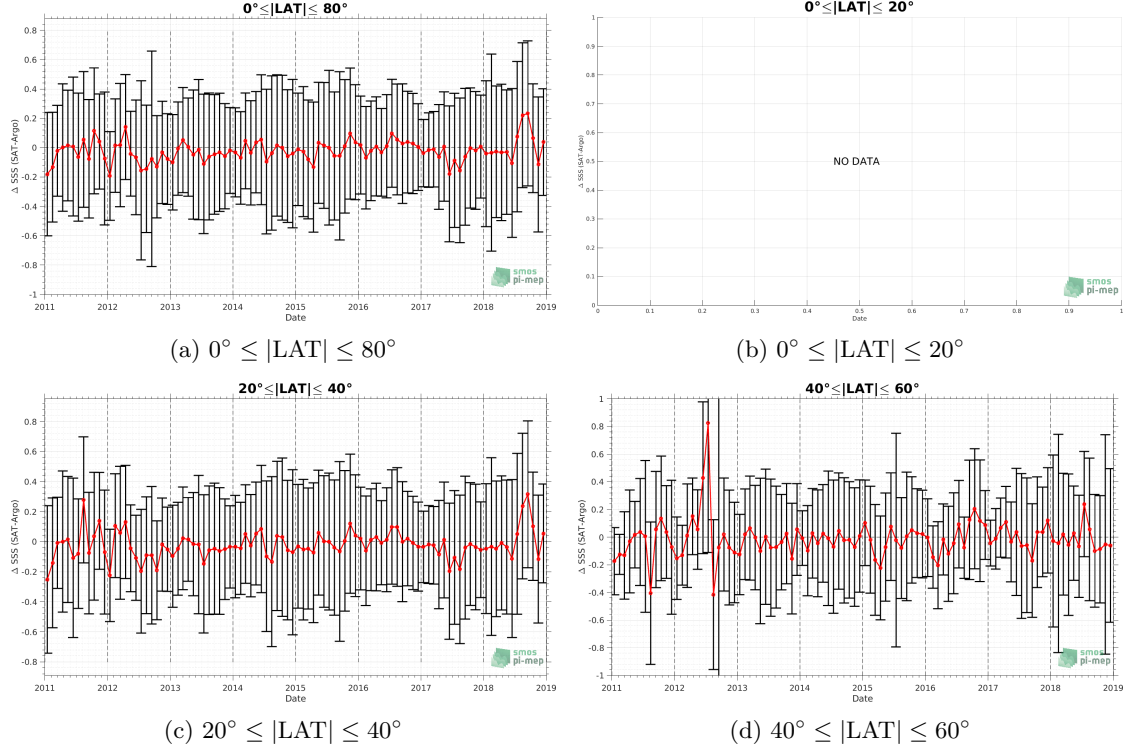 0°≤|LAT|≤ 80°
0.8
0.6
0.4
0.2
0
-0.2
-0.4
-0.6
-0.8
-1
Δ SSS (SAT-Argo)
2011 2012 2013 2014 2015 2016 2017 2018 2019
Date
smos
pi-mep
(a) 0° ≤ |LAT| ≤ 80°
0°≤|LAT|≤ 20°
1
0.9
0.8
0.7
0.6
0.5
0.4
0.3
0.2
0.1
0
Δ SSS (SAT-Argo)
NO DATA
0 0.1 0.2 0.3 0.4 0.5 0.6 0.7 0.8 0.9 1
Date
smos
pi-mep
(b) 0° ≤ |LAT| ≤ 20°
20°≤|LAT|≤ 40°
0.8
0.6
0.4
0.2
0
-0.2
-0.4
-0.6
-0.8
Δ SSS (SAT-Argo)
2011 2012 2013 2014 2015 2016 2017 2018 2019
Date
smos
pi-mep
(c) 20° ≤ |LAT| ≤ 40°
40°≤|LAT|≤ 60°
1
0.8
0.6
0.4
0.2
0
-0.2
-0.4
-0.6
-0.8
-1
Δ SSS (SAT-Argo)
2011 2012 2013 2014 2015 2016 2017 2018 2019
Date
smos
pi-mep
(d) 40° ≤ |LAT| ≤ 60°